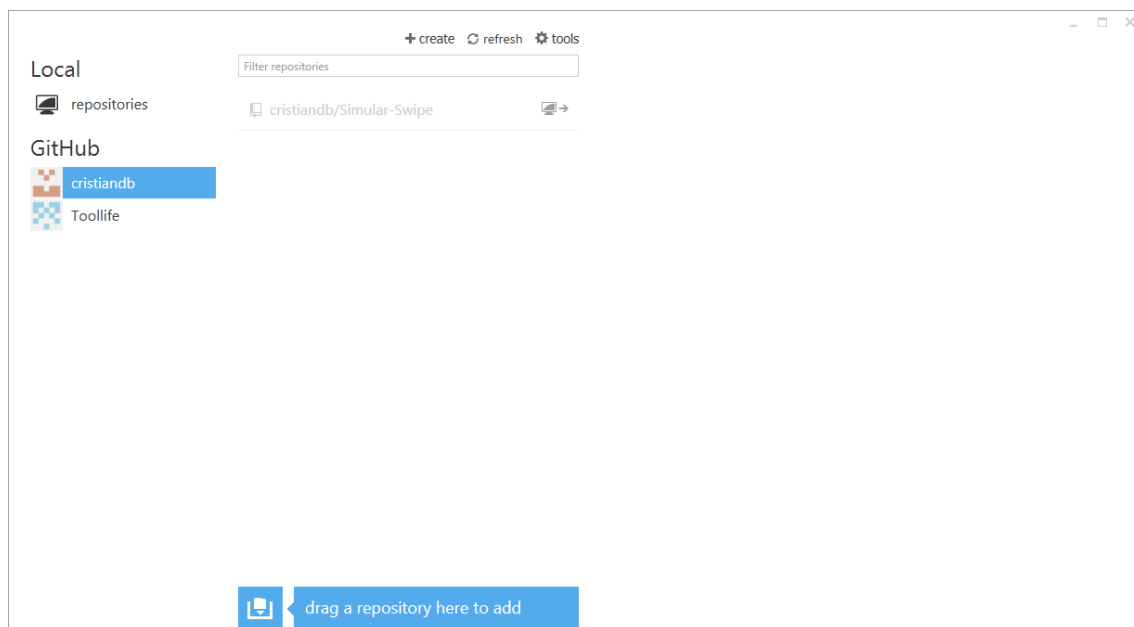 create refresh tools
Local
Filter repositories
repositories
cristiandb/Simular-Swipe
GitHub
cristiandb
Toollife
drag a repository here to add